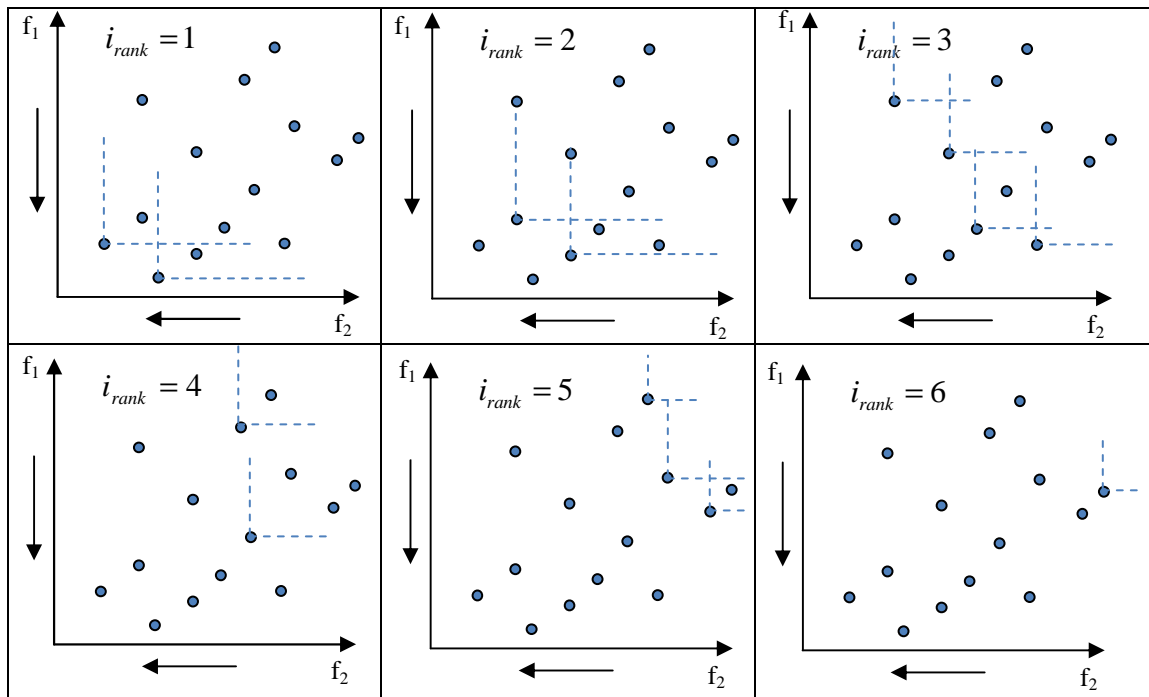 f₁
i_rank = 1
f₂
f₁
i_rank = 2
f₂
f₁
i_rank = 3
f₂
f₁
i_rank = 4
f₂
f₁
i_rank = 5
f₂
f₁
i_rank = 6
f₂